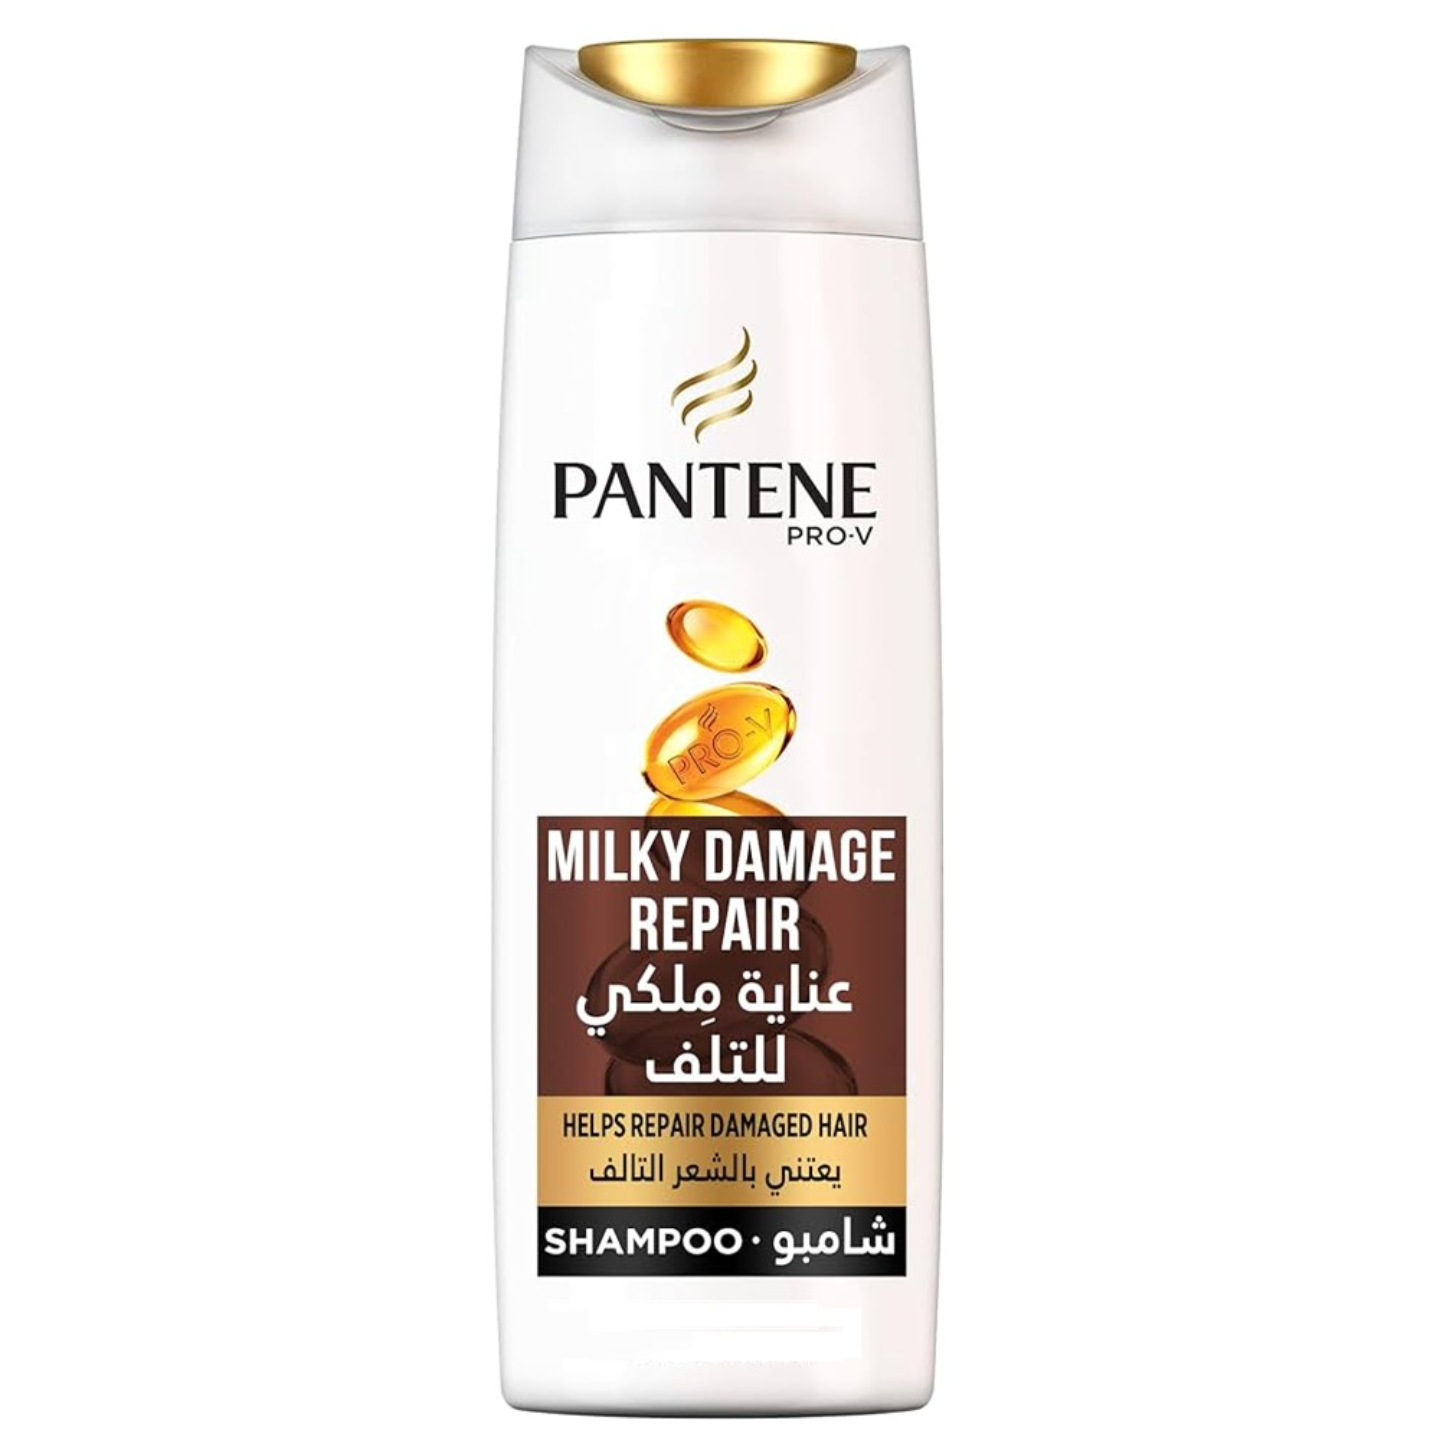 PANTENE
PRO-V
PRO-V
MILKY DAMAGE
REPAIR
عناية مِلكي
للتلف
HELPS REPAIR DAMAGED HAIR
يعتني بالشعر التالف
SHAMPOO · شامبو